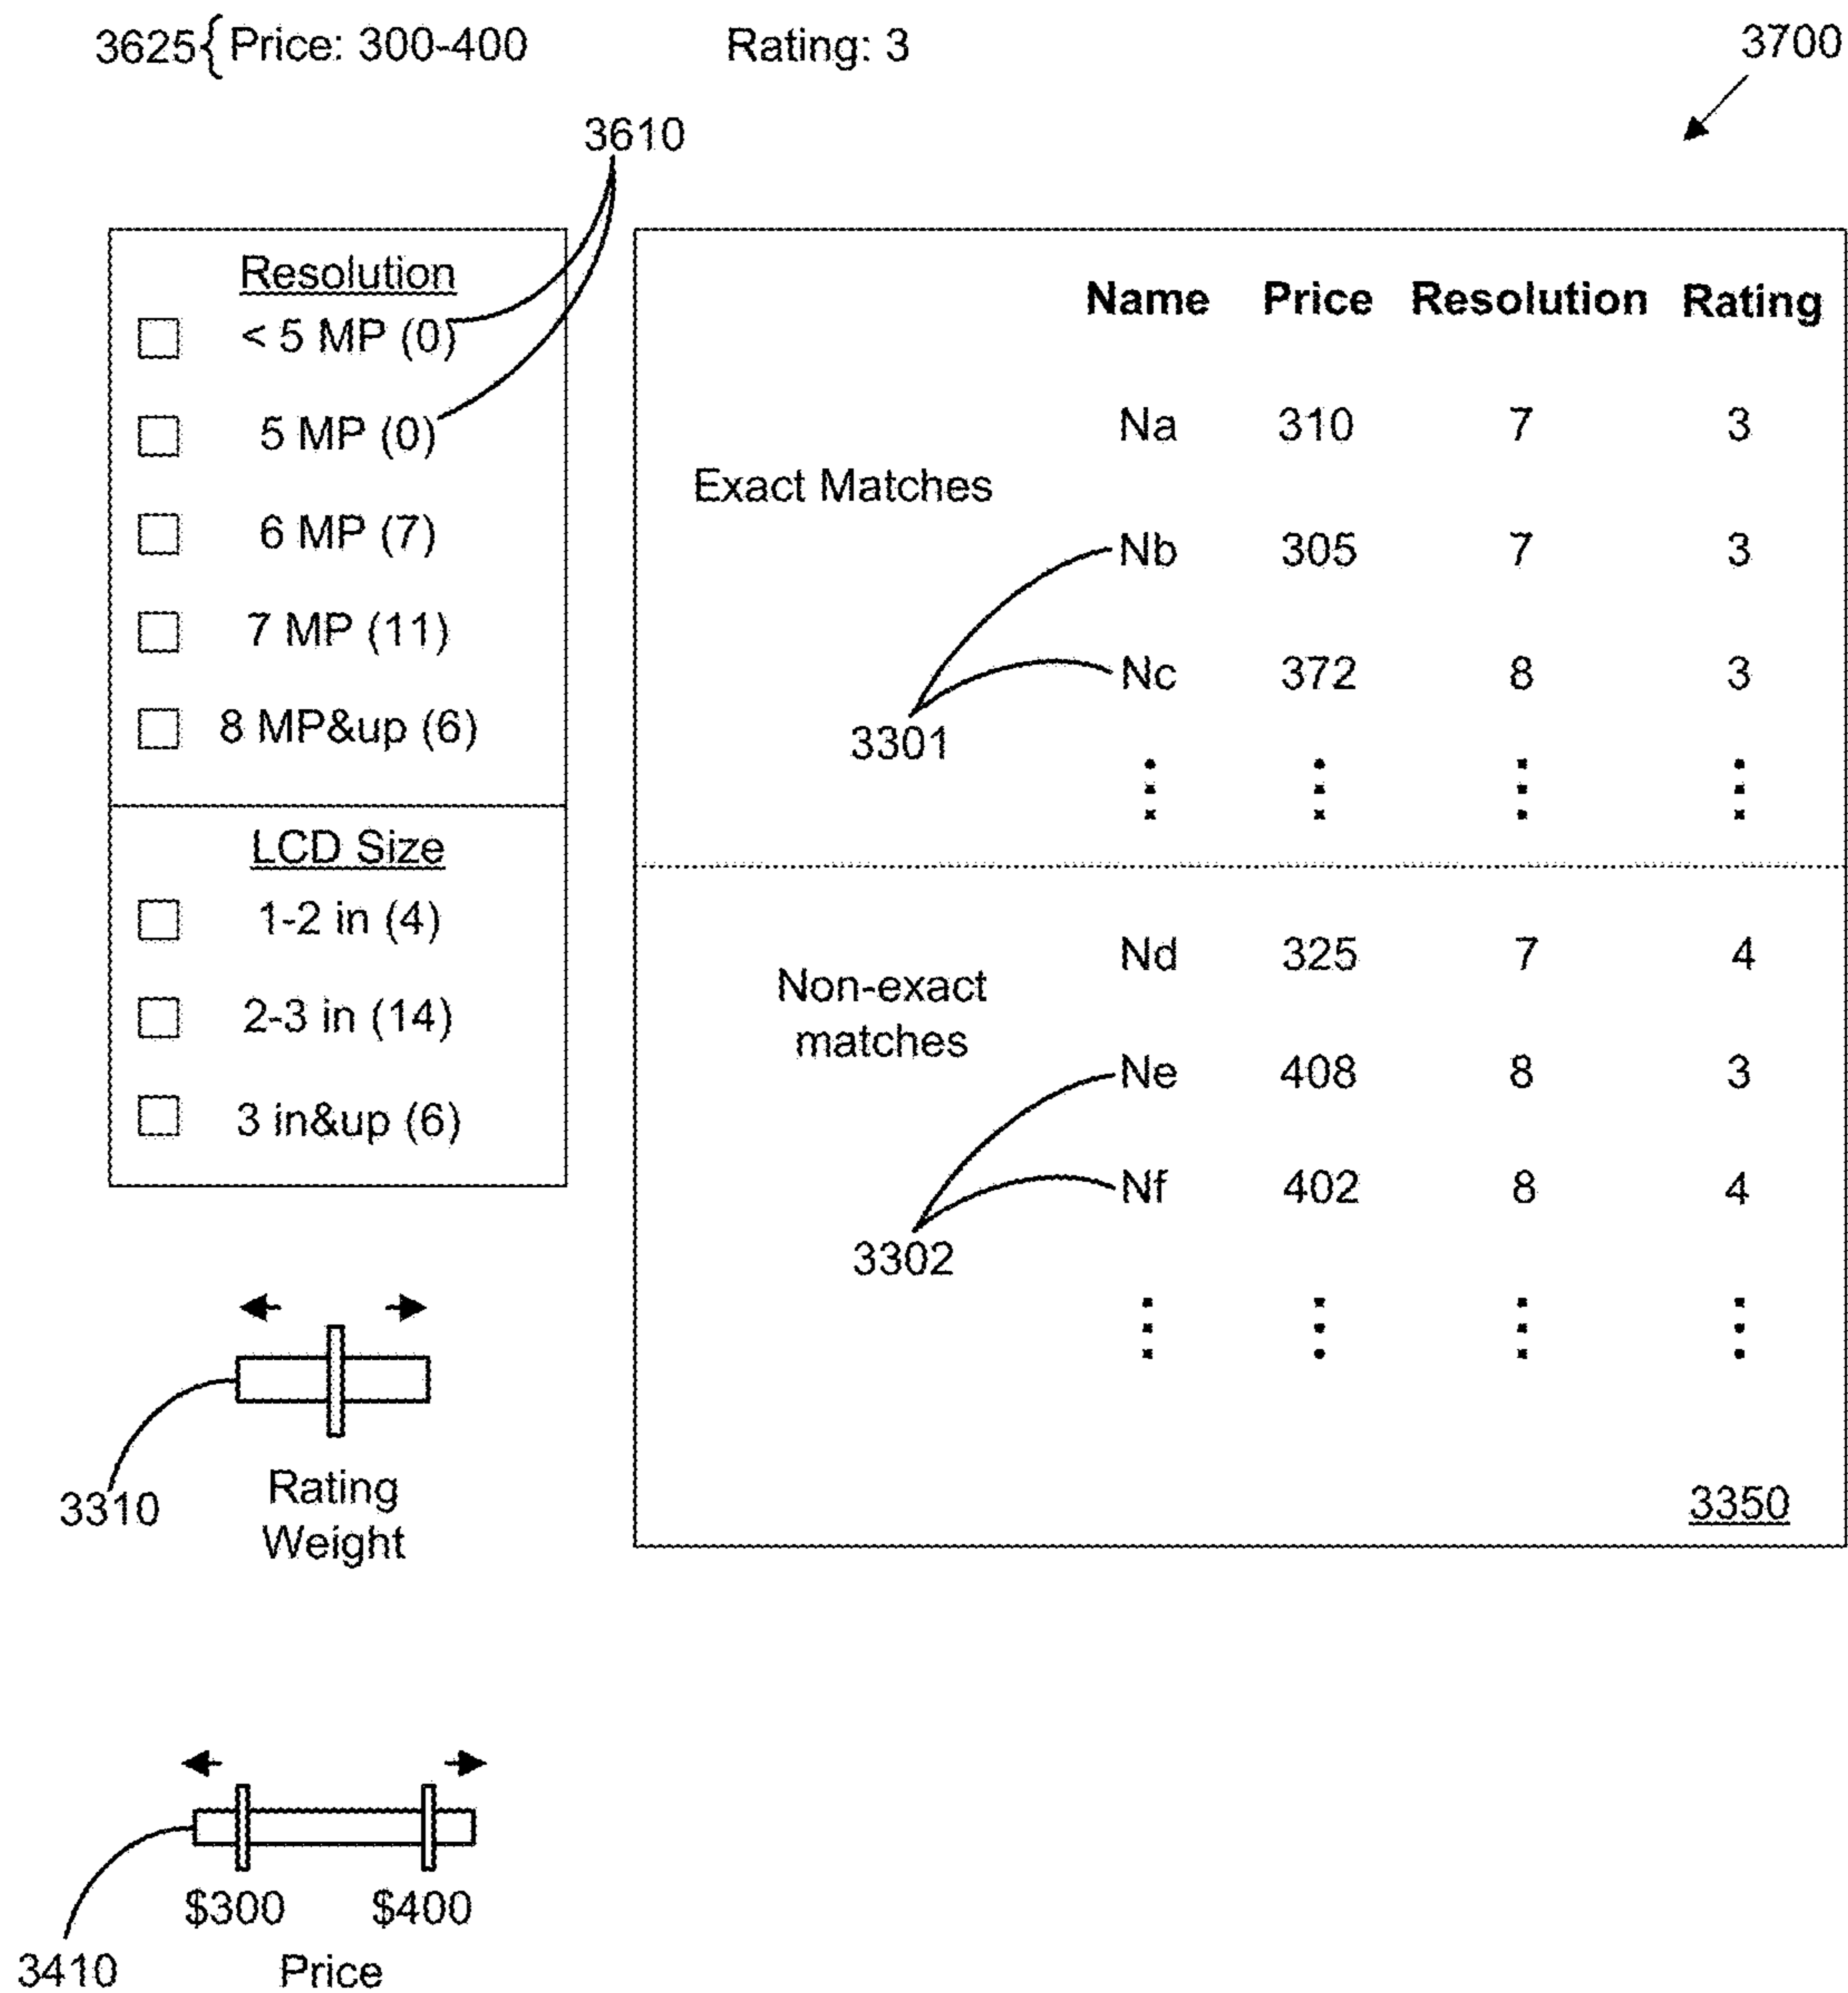 3625 { Price: 300-400 Rating: 3
3700
3610
Resolution
< 5 MP (0)
5 MP (0)
6 MP (7)
7 MP (11)
8 MP&up (6)
LCD Size
1-2 in (4)
2-3 in (14)
3 in&up (6)
3310
Rating
Weight
3410
$300 $400
Price
Name Price Resolution Rating
Exact Matches
Na 310 7 3
Nb 305 7 3
Nc 372 8 3
3301
Non-exact
matches
Nd 325 7 4
Ne 408 8 3
Nf 402 8 4
3302
3350